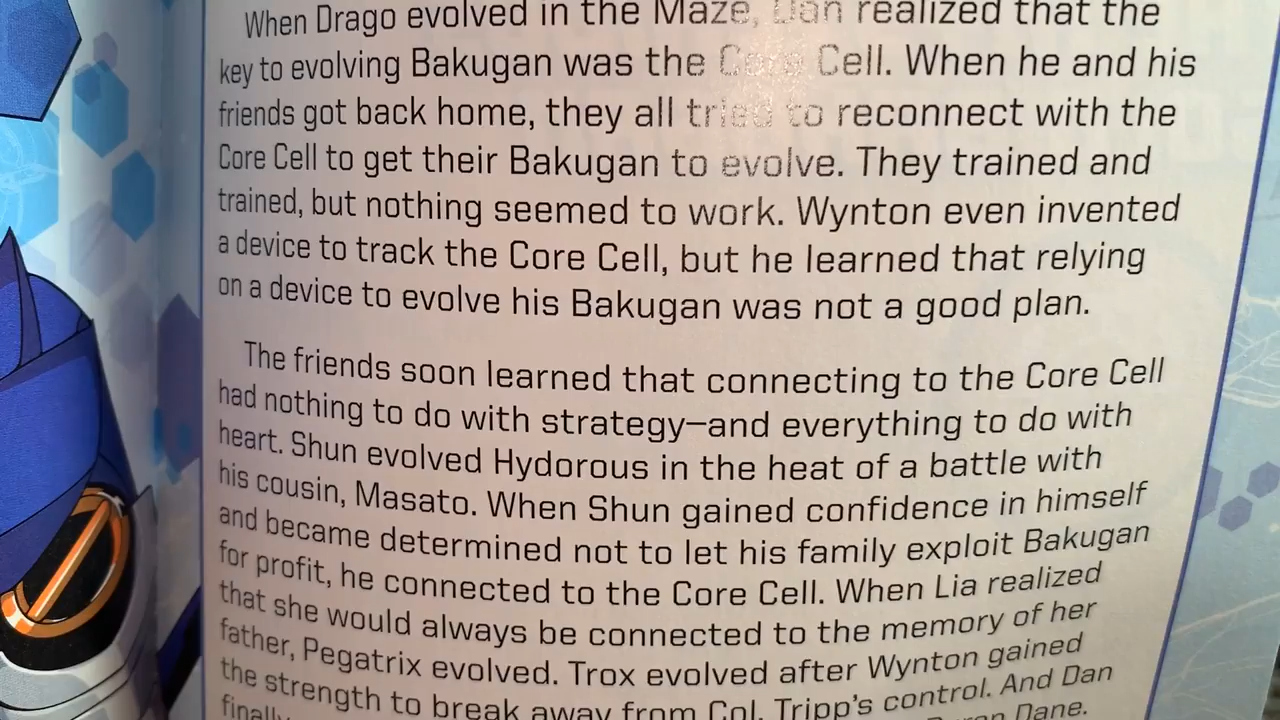 When Drago evolved in the Maze, Dan realized that the
key to evolving Bakugan was the Core Cell. When he and his
friends got back home, they all tried to reconnect with the
Core Cell to get their Bakugan to evolve. They trained and
trained, but nothing seemed to work. Wynton even invented
a device to track the Core Cell, but he learned that relying
on a device to evolve his Bakugan was not a good plan.
The friends soon learned that connecting to the Core Cell
had nothing to do with strategy—and everything to do with
heart. Shun evolved Hydorous in the heat of a battle with
his cousin, Masato. When Shun gained confidence in himself
and became determined not to let his family exploit Bakugan
for profit, he connected to the Core Cell. When Lia realized
that she would always be connected to the memory of her
father, Pegatrix evolved. Trox evolved after Wynton gained
the strength to break away from Col. Tripp's control. And Dan
finally Dane.